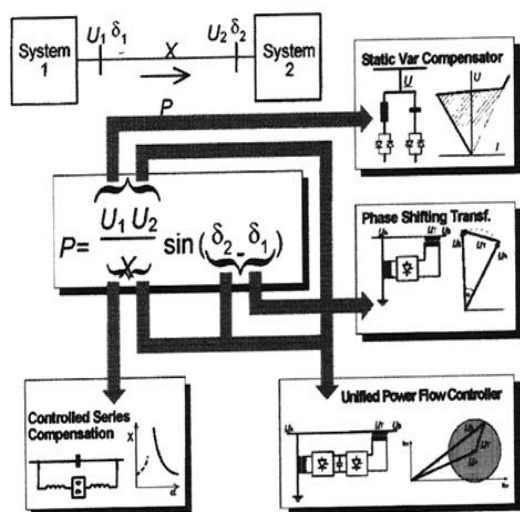 System 1
U1 δ1
X
U2 δ2
System 2
P
P= U1 U2 / X sin(δ2 - δ1)
Static Var Compensator
U
U
I
Phase Shifting Transf.
Controlled Series
Compensation
X
Unified Power Flow Controller